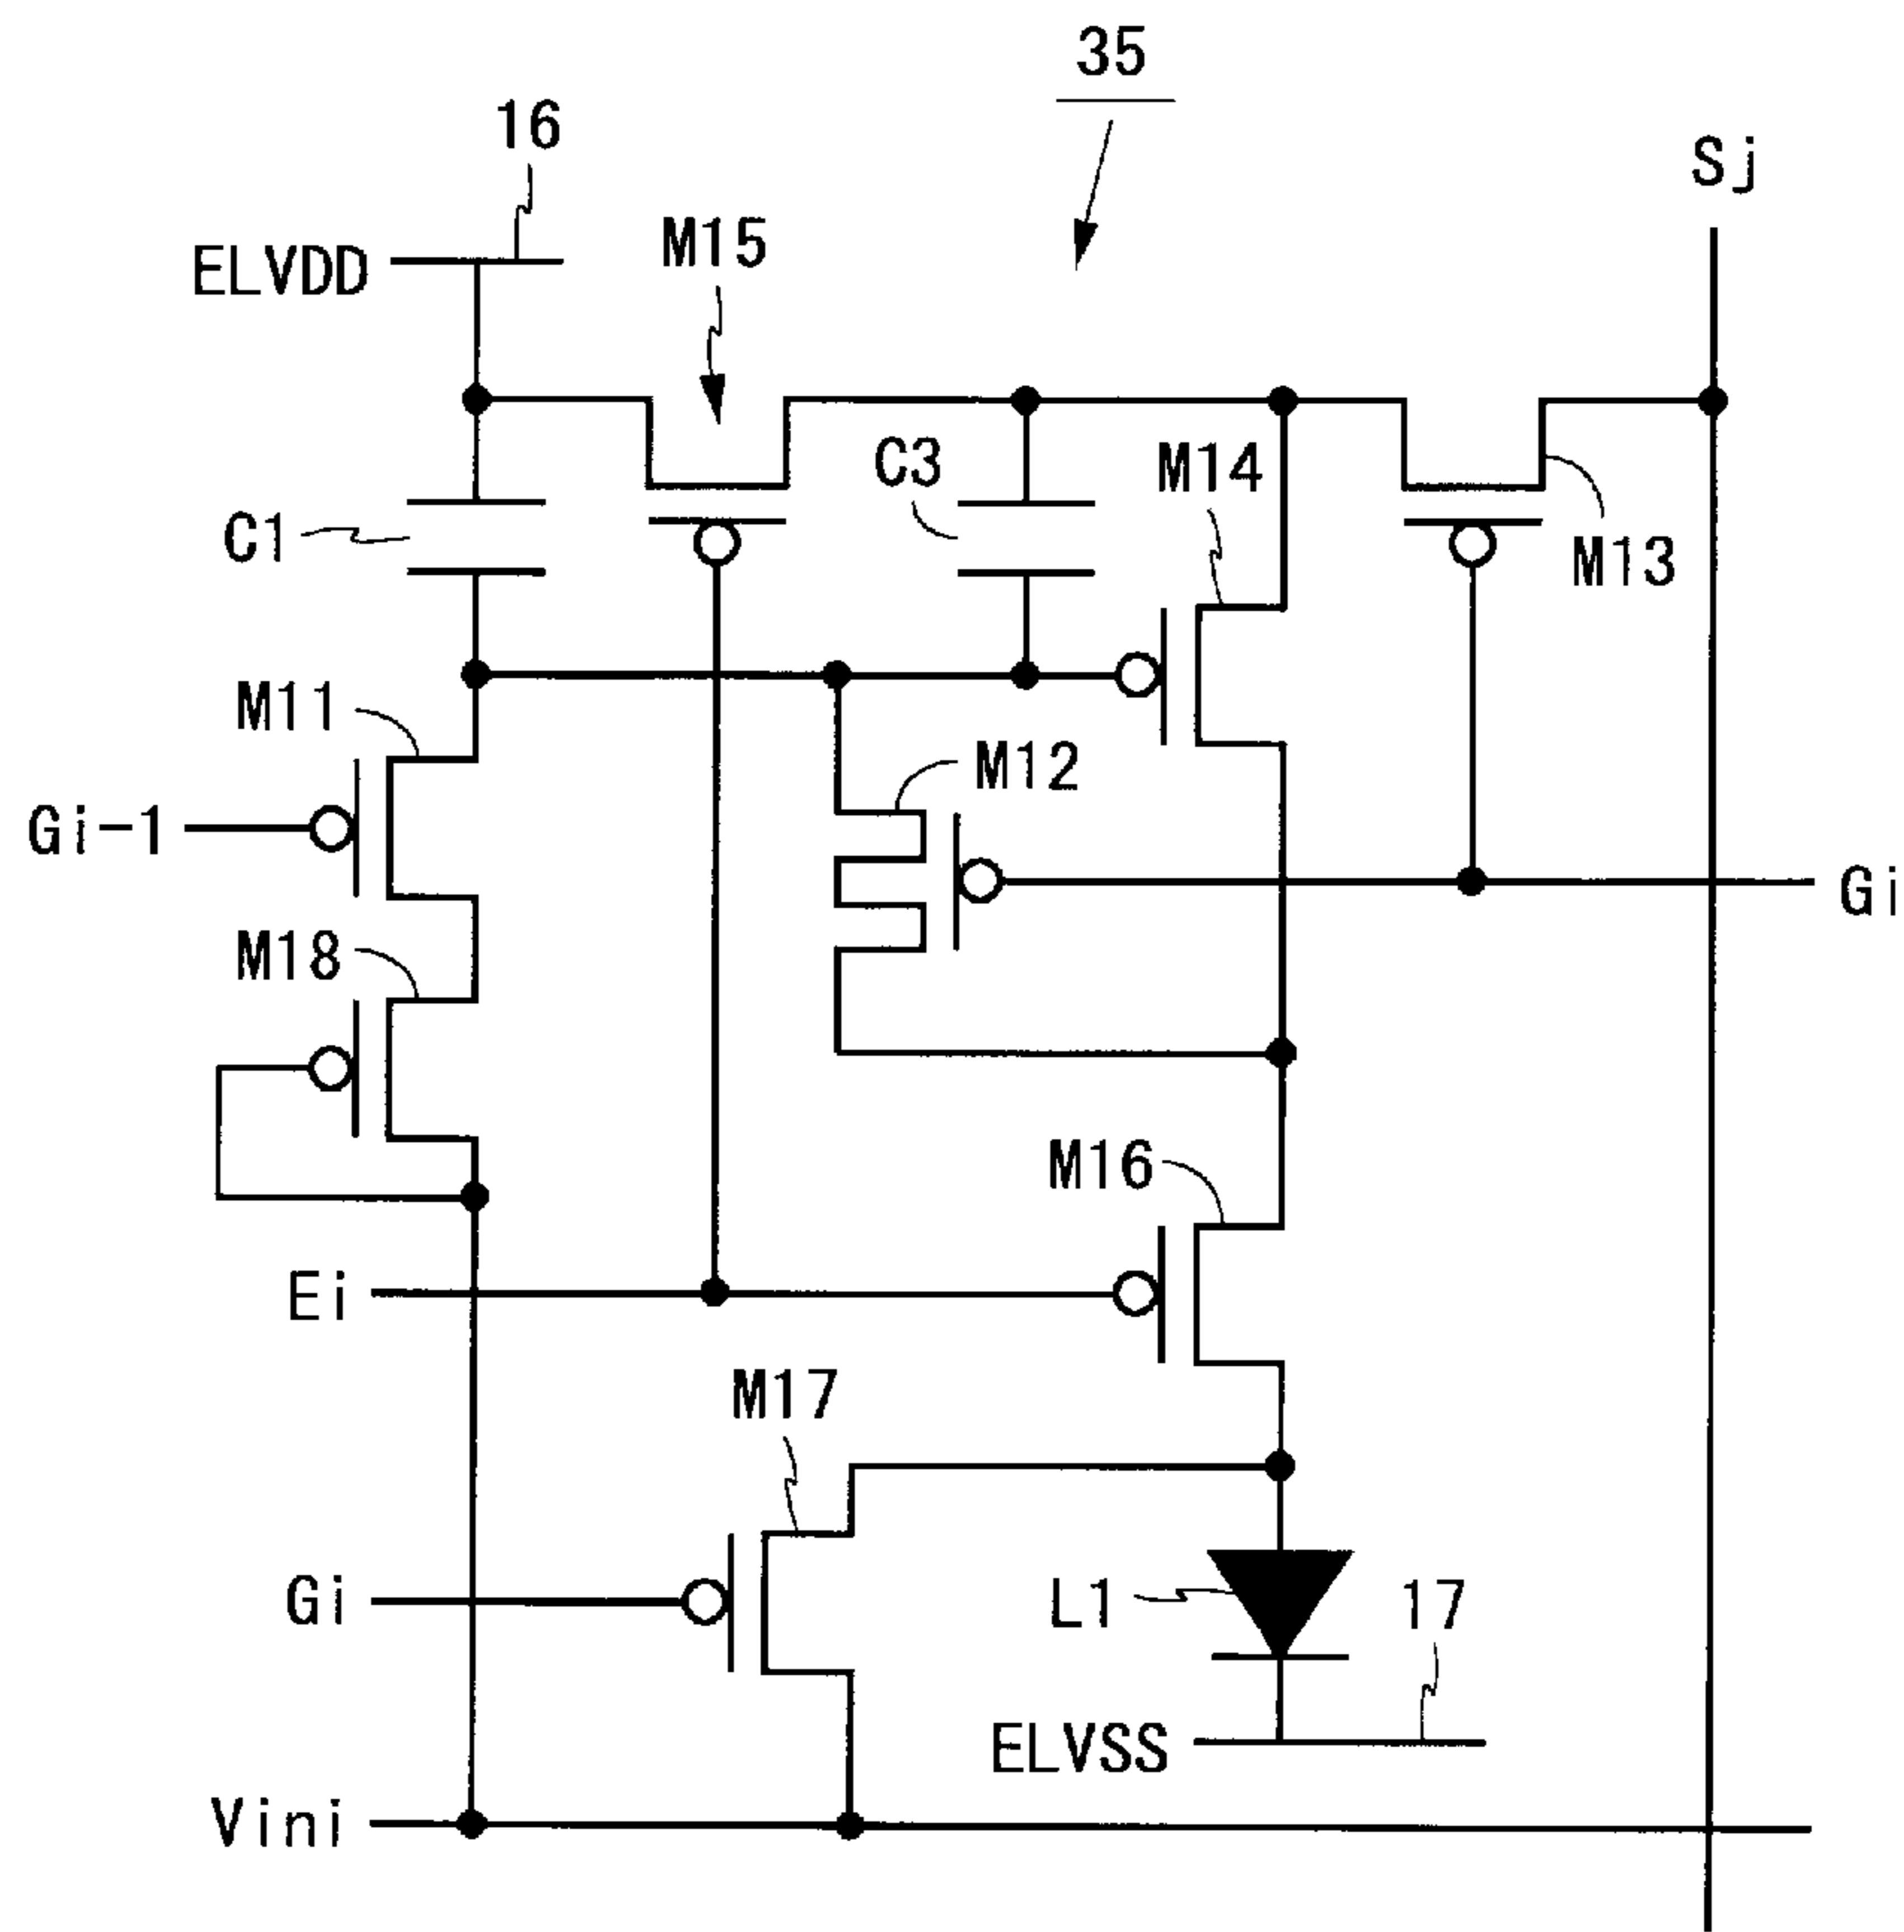 35
16
Sj
M15
ELVDD
C3
M14
C1
M13
M11
M12
Gi-1
Gi
M18
M16
Ei
M17
Gi
L1
17
ELVSS
Vini